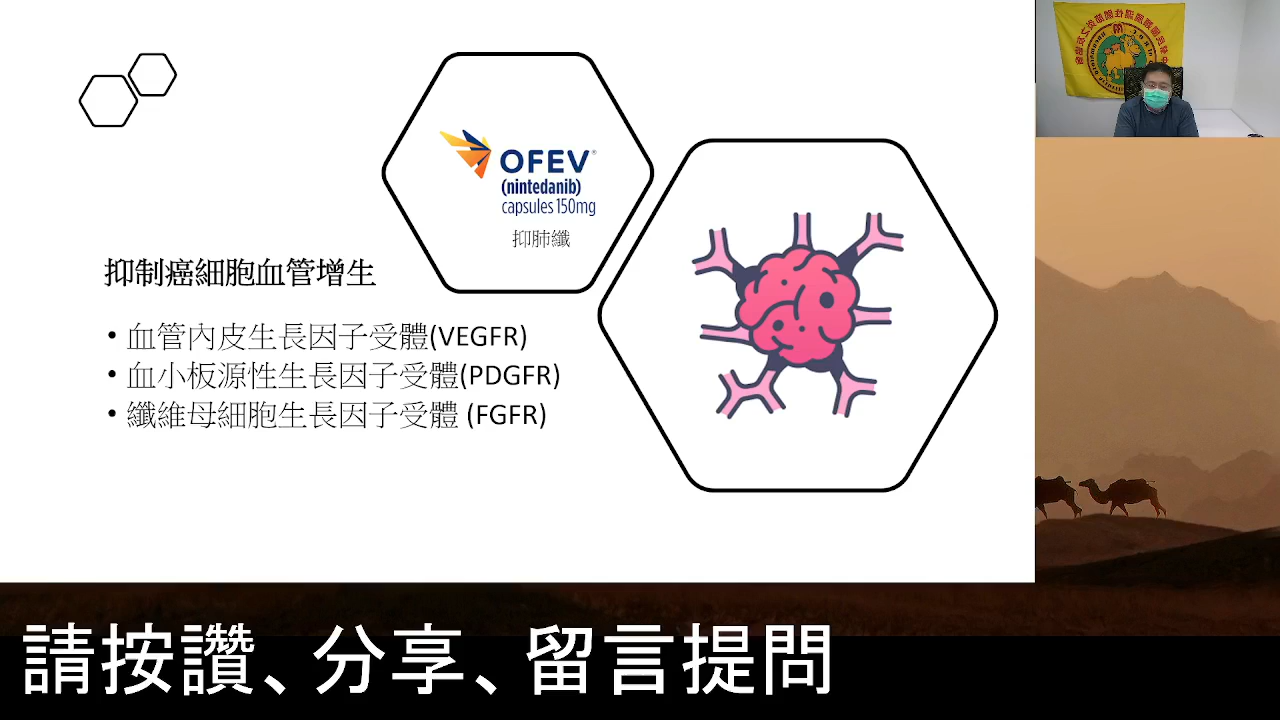 OFEV®
(nintedanib)
capsules 150mg
抑肺纖
抑制癌細胞血管增生
• 血管內皮生長因子受體(VEGFR)
• 血小板源性生長因子受體(PDGFR)
• 纖維母細胞生長因子受體 (FGFR)
請按讚、分享、留言提問